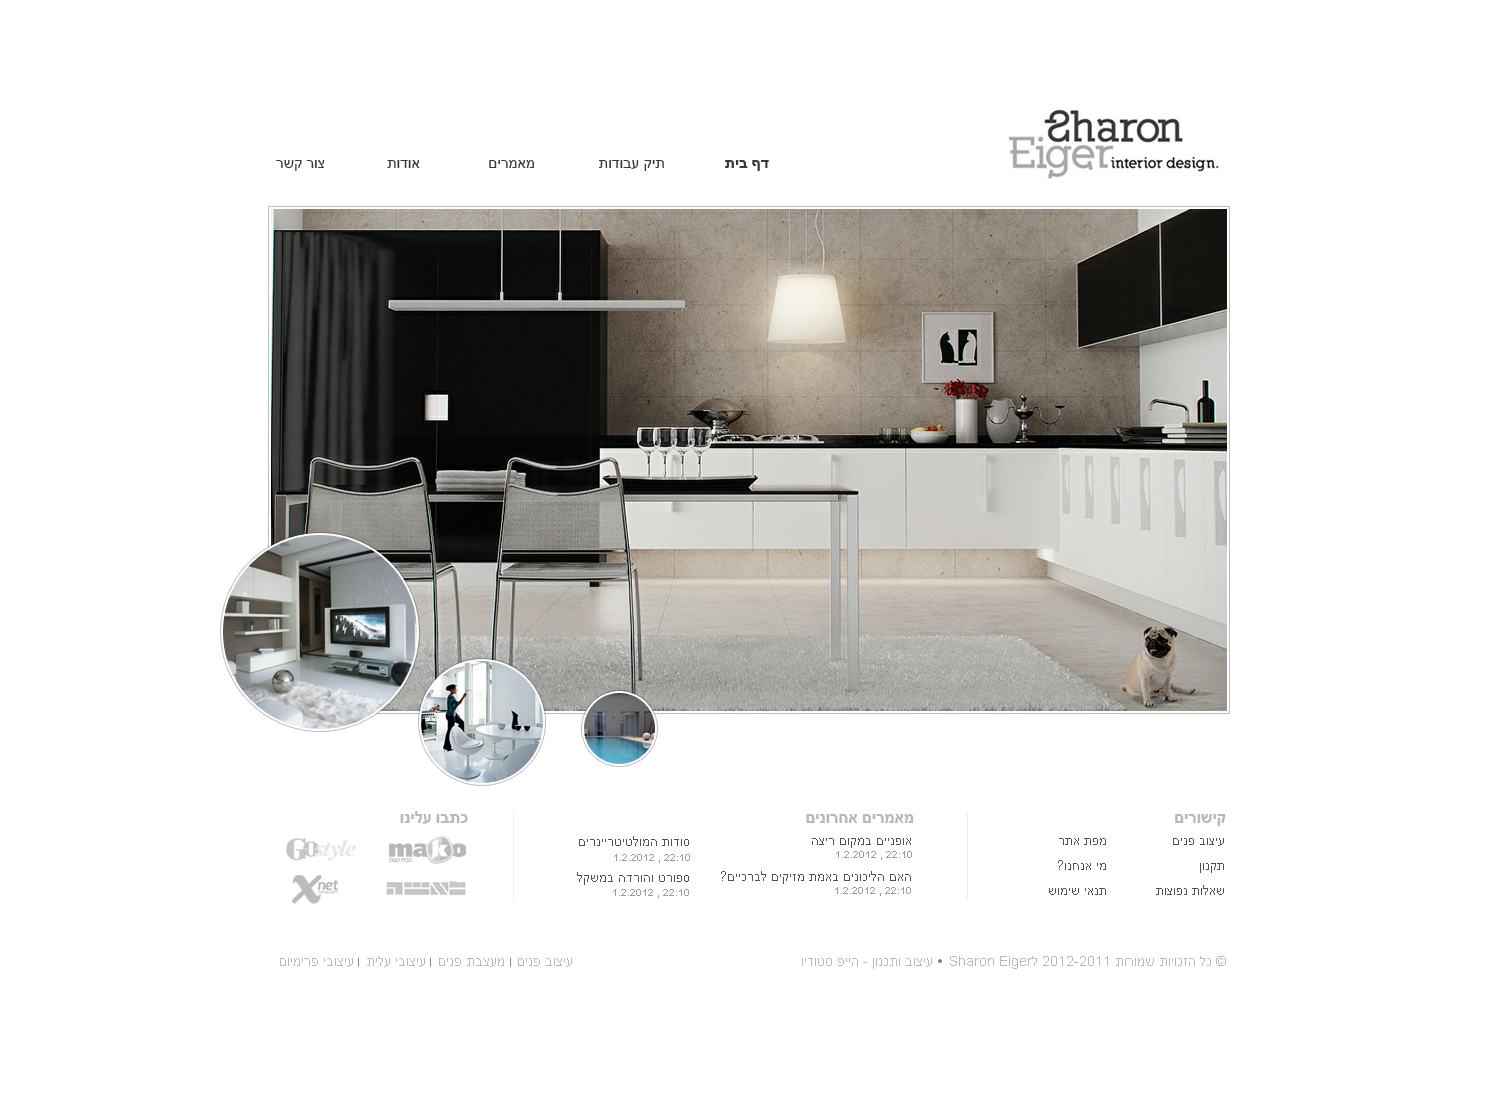 Sharon
Eiger interior design.
דף בית
תיק עבודות
מאמרים
אודות
צור קשר
קישורים
עיצוב פנים
תקנון
שאלות נפוצות
מפת אתר
מי אנחנו?
תנאי שימוש
מאמרים אחרונים
אופניים במקום ריצה
1.2.2012 , 22:10
האם הליכונים באמת מזיקים לברכיים?
1.2.2012 , 22:10
סודות המולטיטריינרים
1.2.2012 , 22:10
ספורט והורדה במשקל
1.2.2012 , 22:10
כתבו עלינו
mako
GOstyle
Xnet
© כל הזכויות שמורות 2012-2011 לSharon Eiger • עיצוב ותכנון - הייפ סטודיו
עיצוב פנים | מעצבת פנים | עיצובי עלית | עיצובי פרימיום